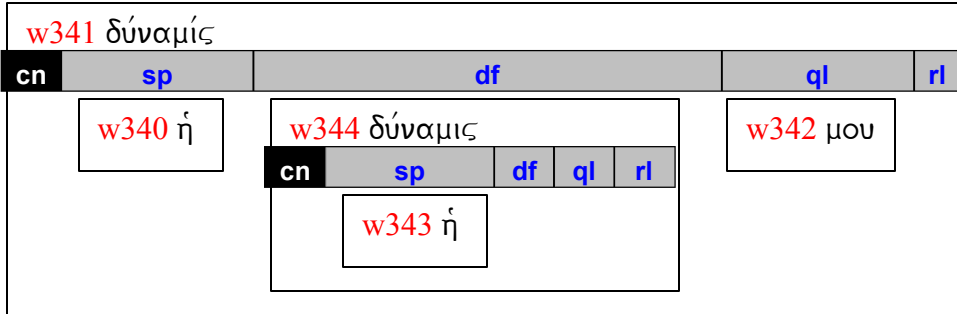 w341 δύναμίς
cn sp df ql rl
w340 ἡ w344 δύναμις w342 μου
cn sp df ql rl
w343 ἡ